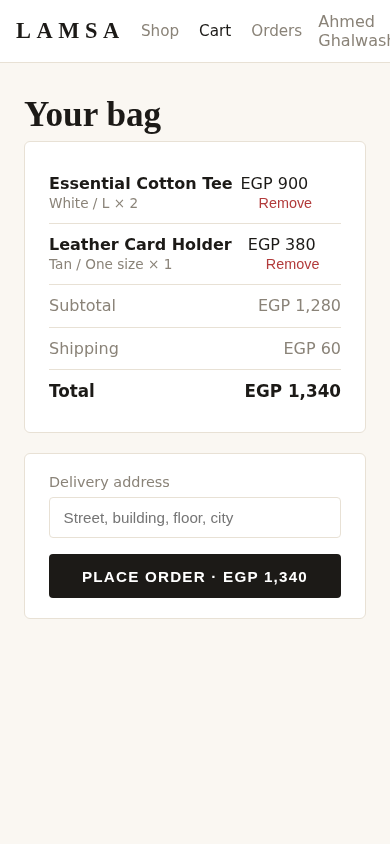 LAMSA Shop Cart Orders Ahmed
Ghalwash
Your bag
Essential Cotton Tee EGP 900
White / L × 2 Remove
Leather Card Holder EGP 380
Tan / One size × 1 Remove
Subtotal EGP 1,280
Shipping EGP 60
Total EGP 1,340
Delivery address
Street, building, floor, city
PLACE ORDER · EGP 1,340